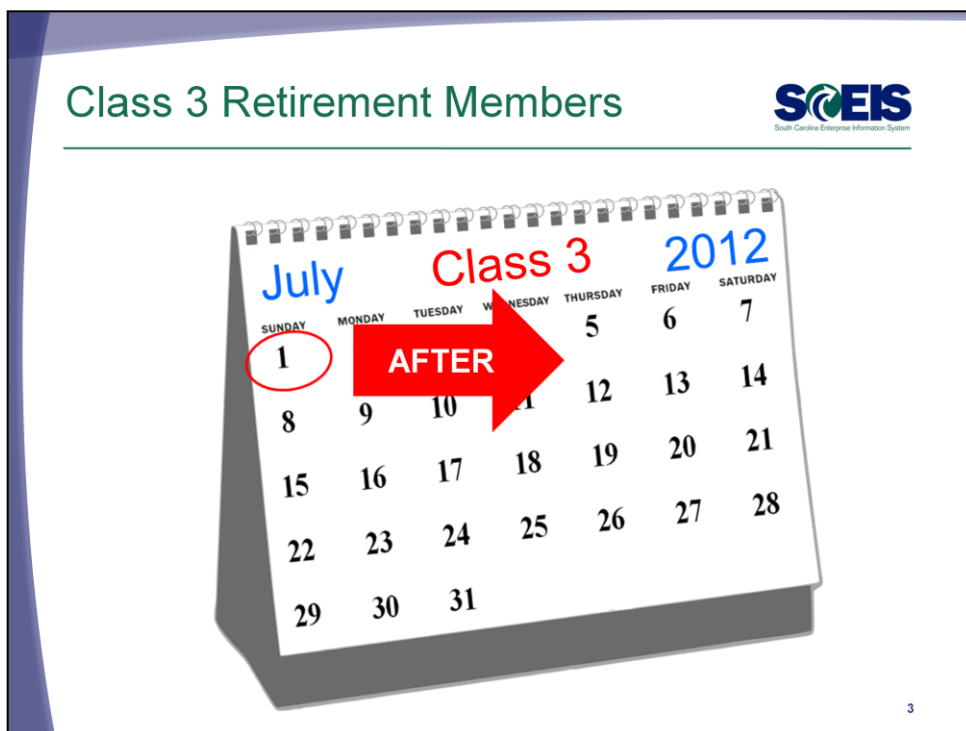 Class 3 Retirement Members
SCEIS
South Carolina Enterprise Information System
July Class 3 2012
SUNDAY MONDAY TUESDAY THURSDAY FRIDAY SATURDAY
1 AFTER 5 6 7
8 9 10 11 12 13 14
15 16 17 18 19 20 21
22 23 24 25 26 27 28
29 30 31
3